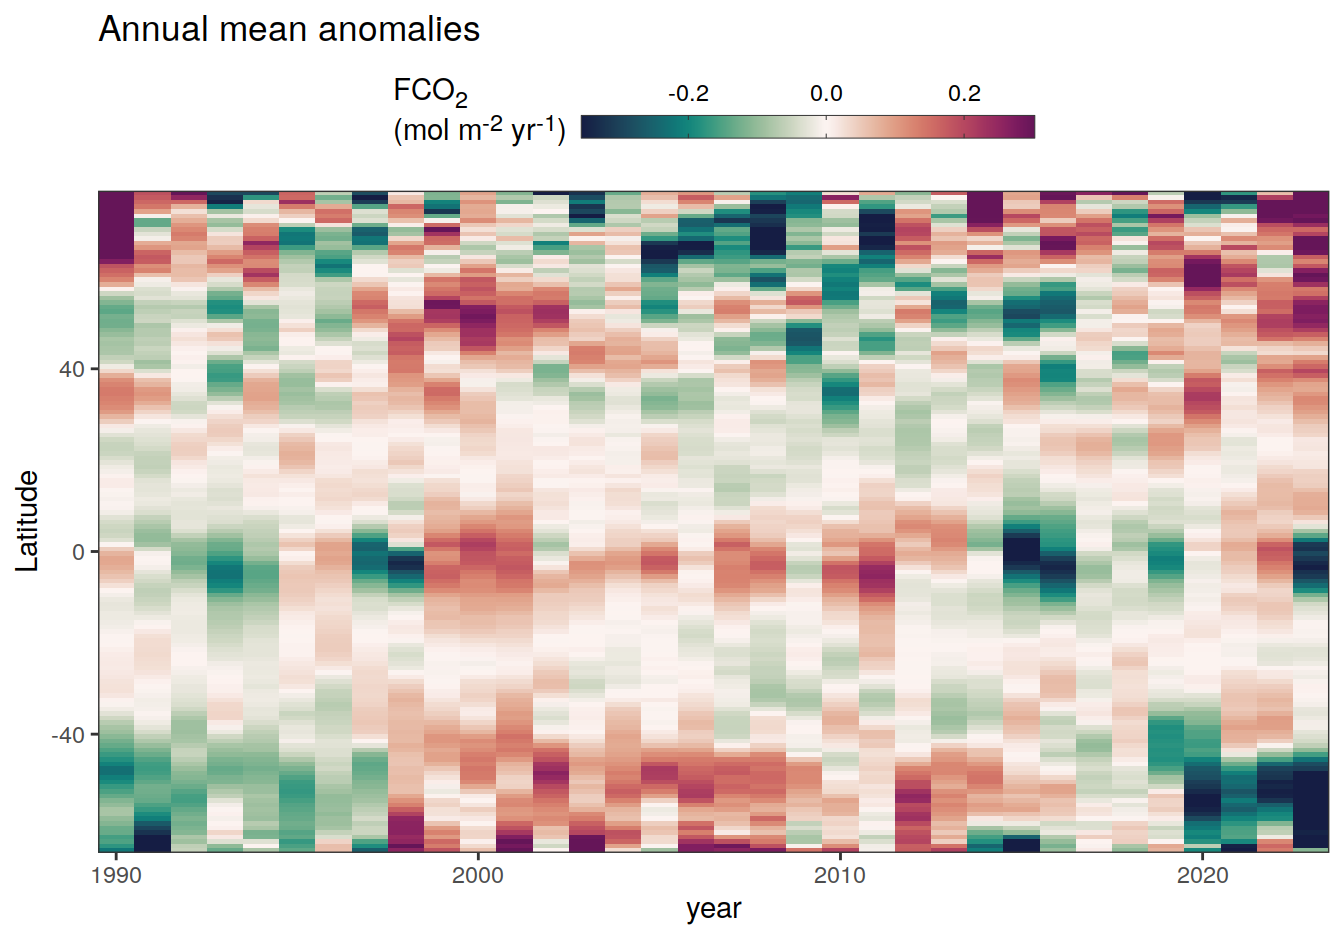 Annual mean anomalies
FCO₂
(mol m⁻² yr⁻¹)
-0.2 0.0 0.2
Latitude
40
0
-40
1990 2000 2010 2020
year